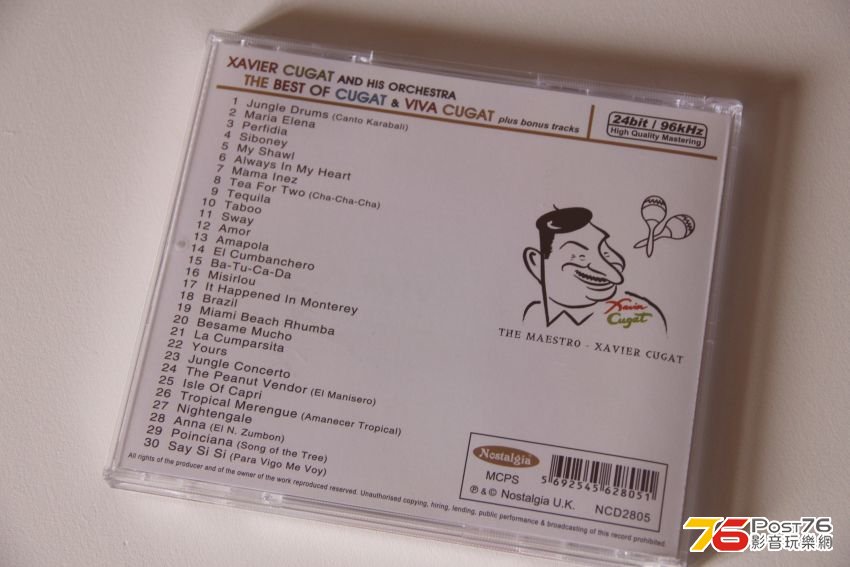 XAVIER CUGAT AND HIS ORCHESTRA
THE BEST OF CUGAT & VIVA CUGAT plus bonus tracks
24bit / 96kHz
High Quality Mastering
1 Jungle Drums (Canto Karabali)
2 Maria Elena
3 Perfidia
4 Siboney
5 My Shawl
6 Always In My Heart
7 Mama Inez
8 Tea For Two (Cha-Cha-Cha)
9 Tequila
10 Taboo
11 Sway
12 Amor
13 Amapola
14 El Cumbanchero
15 Ba-Tu-Ca-Da
16 Misirlou
17 It Happened In Monterey
18 Brazil
19 Miami Beach Rhumba
20 Besame Mucho
21 La Cumparsita
22 Yours
23 Jungle Concerto
24 The Peanut Vendor (El Manisero)
25 Isle Of Capri
26 Tropical Merengue (Amanecer Tropical)
27 Nightengale
28 Anna (El N. Zumbon)
29 Poinciana (Song of the Tree)
30 Say Si Si (Para Vigo Me Voy)
Xavier
Cugat
THE MAESTRO - XAVIER CUGAT
Nostalgia
MCPS
℗ & © Nostalgia U.K.
5 692545 628051
NCD2805
All rights of the producer and of the owner of the work reproduced reserved. Unauthorised copying, hiring, lending, public performance & broadcasting of this record prohibited.
76 Post76
影音玩樂網